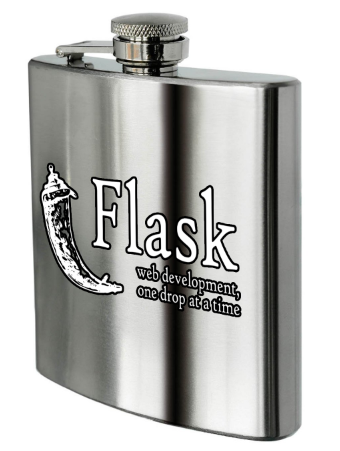 Flask
web development,
one drop at a time